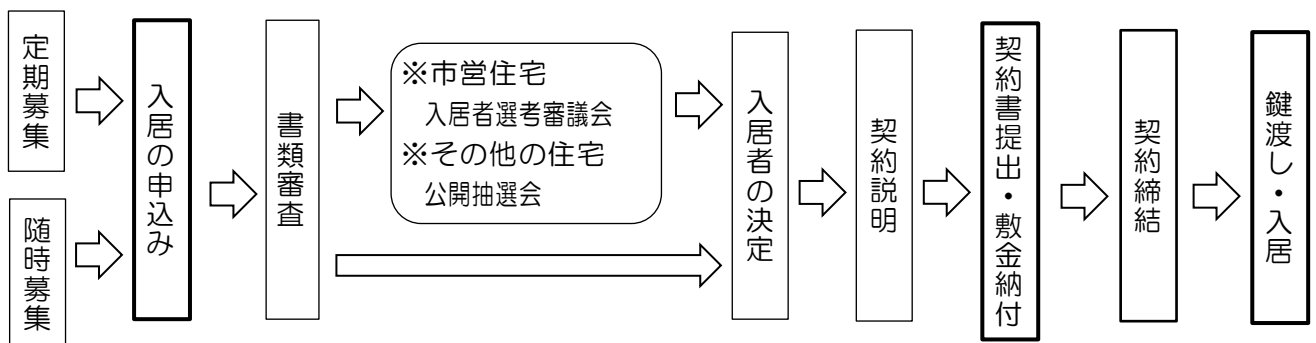 定期募集
随時募集
入居の申込み
書類審査
※市営住宅
入居者選考審議会
※その他の住宅
公開抽選会
入居者の決定
契約説明
契約書提出・敷金納付
契約締結
鍵渡し・入居